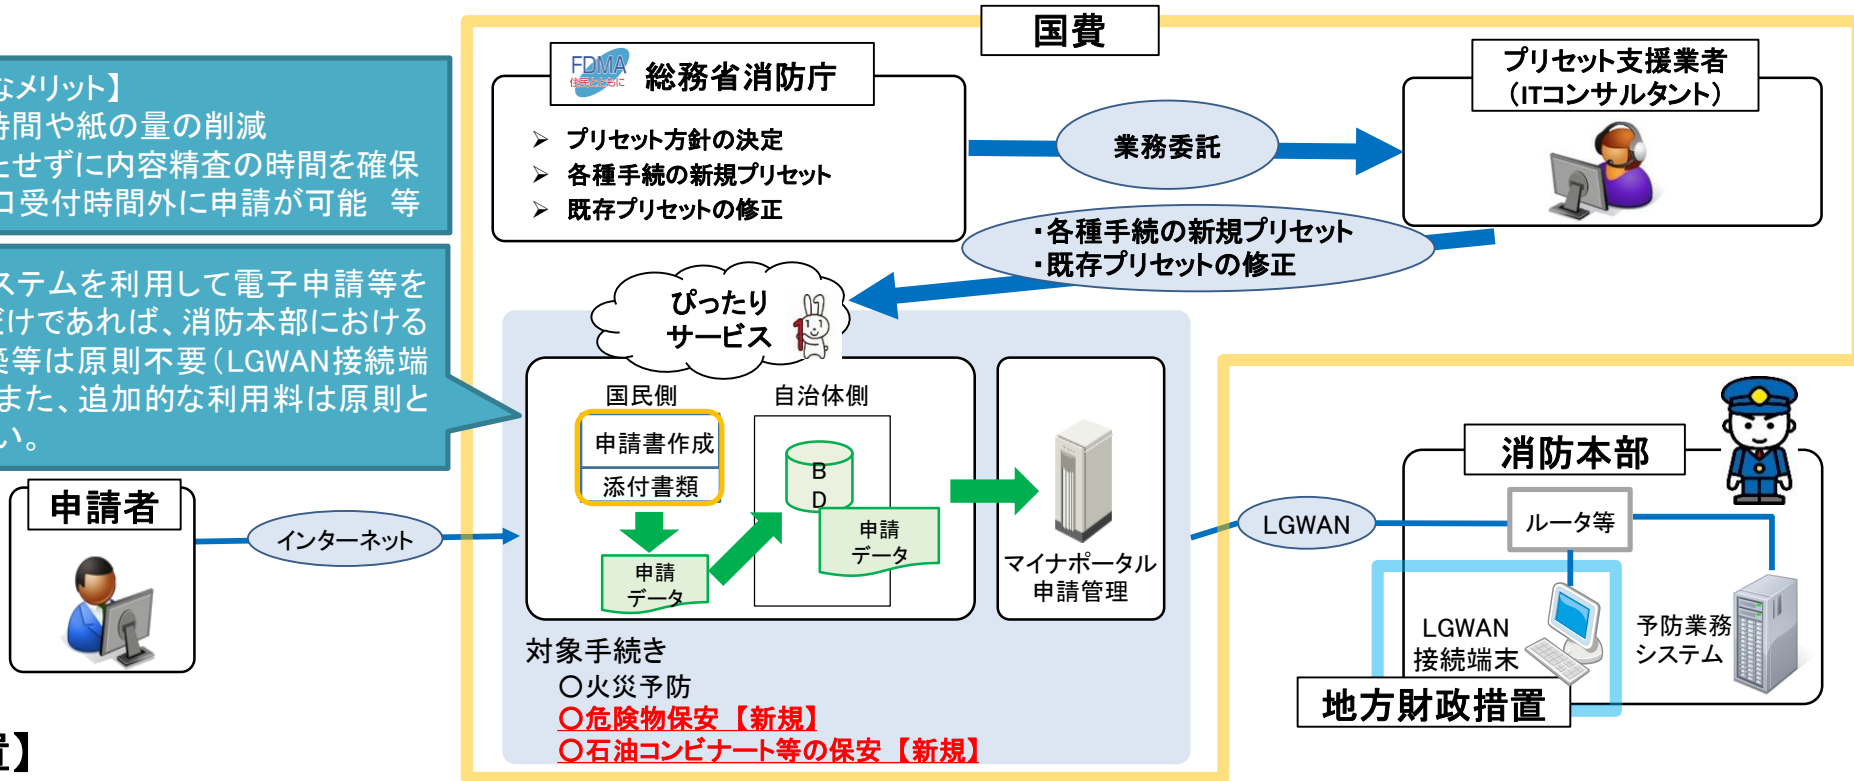 国費
なメリット】
時間や紙の量の削減
とせずに内容精査の時間を確保
口受付時間外に申請が可能　等
ステムを利用して電子申請等を
だけであれば、消防本部における
築等は原則不要（LGWAN接続端
また、追加的な利用料は原則と
い。
FDMA
住民とともに
総務省消防庁
➢ プリセット方針の決定
➢ 各種手続の新規プリセット
➢ 既存プリセットの修正
業務委託
プリセット支援業者
（ITコンサルタント）
・各種手続の新規プリセット
・既存プリセットの修正
ぴったり
サービス
1
国民側
申請書作成
添付書類
申請
データ
自治体側
B
D
申請
データ
マイナポータル
申請管理
申請者
インターネット
LGWAN
消防本部
ルータ等
LGWAN
接続端末
予防業務
システム
地方財政措置
対象手続き
〇火災予防
〇危険物保安【新規】
〇石油コンビナート等の保安【新規】
置】